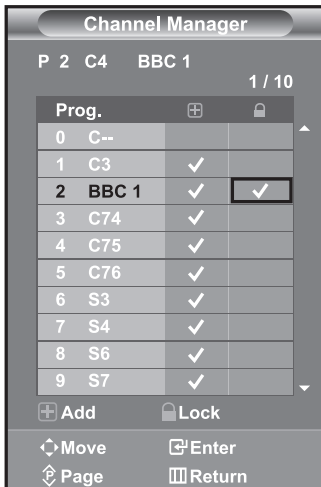 Channel Manager
P 2 C4 BBC 1
1 / 10
Prog.
0 C--
1 C3
2 BBC 1
3 C74
4 C75
5 C76
6 S3
7 S4
8 S6
9 S7
Add Lock
Move Enter
P Page Return